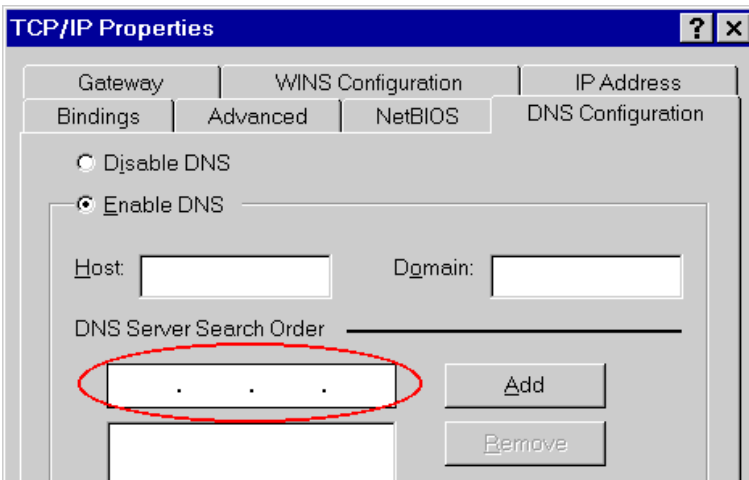 TCP/IP Properties ? ×
Gateway WINS Configuration IP Address
Bindings Advanced NetBIOS DNS Configuration
Disable DNS
Enable DNS
Host: Domain:
DNS Server Search Order
. . . Add
Remove